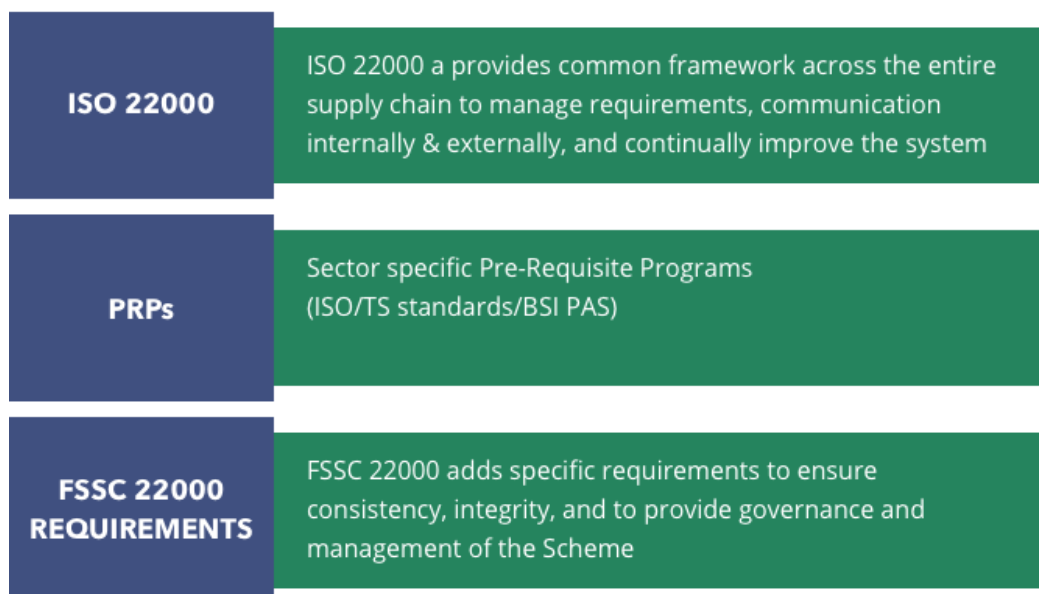 ISO 22000
ISO 22000 a provides common framework across the entire
supply chain to manage requirements, communication
internally & externally, and continually improve the system
PRPs
Sector specific Pre-Requisite Programs
(ISO/TS standards/BSI PAS)
FSSC 22000
REQUIREMENTS
FSSC 22000 adds specific requirements to ensure
consistency, integrity, and to provide governance and
management of the Scheme